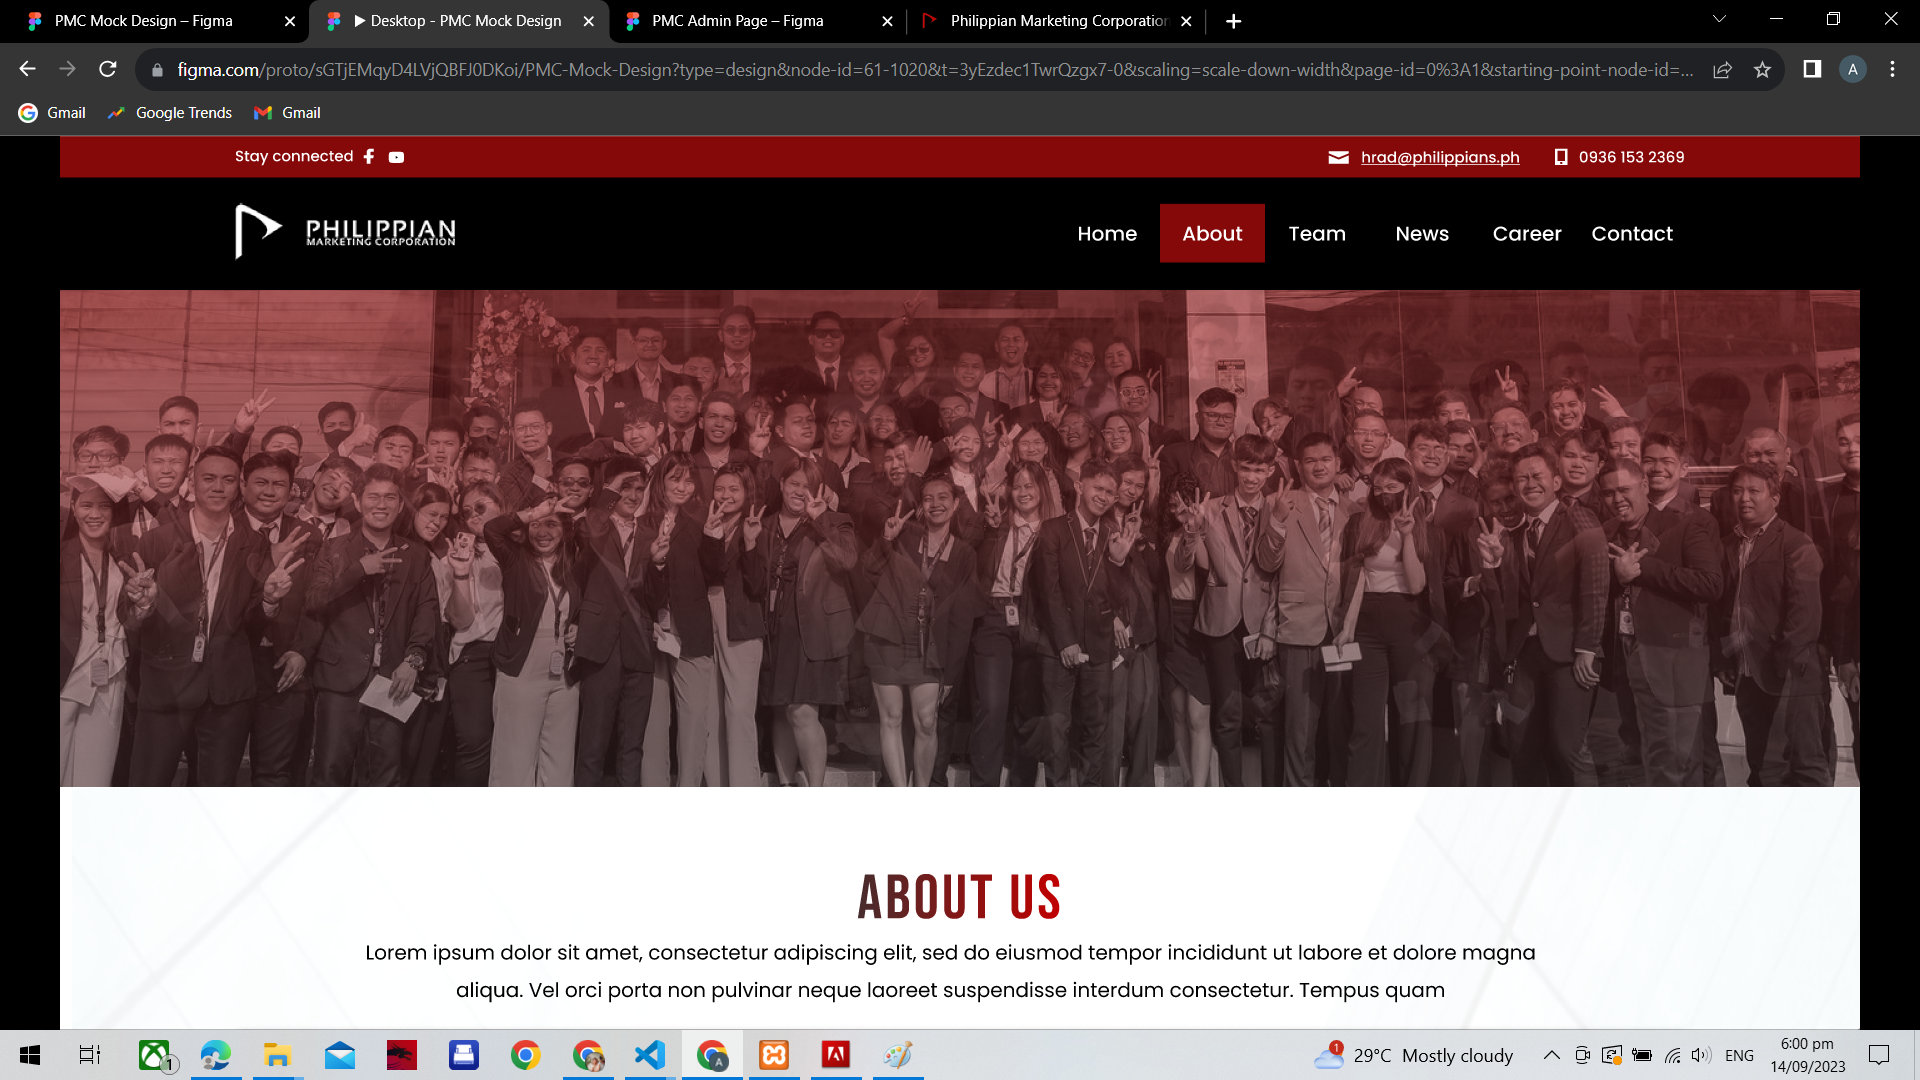 PMC Mock Design – Figma
Desktop - PMC Mock Design
PMC Admin Page – Figma
Philippian Marketing Corporation
figma.com/proto/sGTjEMqyD4LVjQBFJ0DKoi/PMC-Mock-Design?type=design&node-id=61-1020&t=3yEzdec1TwrQzgx7-0&scaling=scale-down-width&page-id=0%3A1&starting-point-node-id=...
A
Gmail
Google Trends
Gmail
Stay connected
hrad@philippians.ph
0936 153 2369
PHILIPPIAN
MARKETING CORPORATION
Home
About
Team
News
Career
Contact
ABOUT US
Lorem ipsum dolor sit amet, consectetur adipiscing elit, sed do eiusmod tempor incididunt ut labore et dolore magna
aliqua. Vel orci porta non pulvinar neque laoreet suspendisse interdum consectetur. Tempus quam
1
A
1
29°C Mostly cloudy
ENG
6:00 pm
14/09/2023